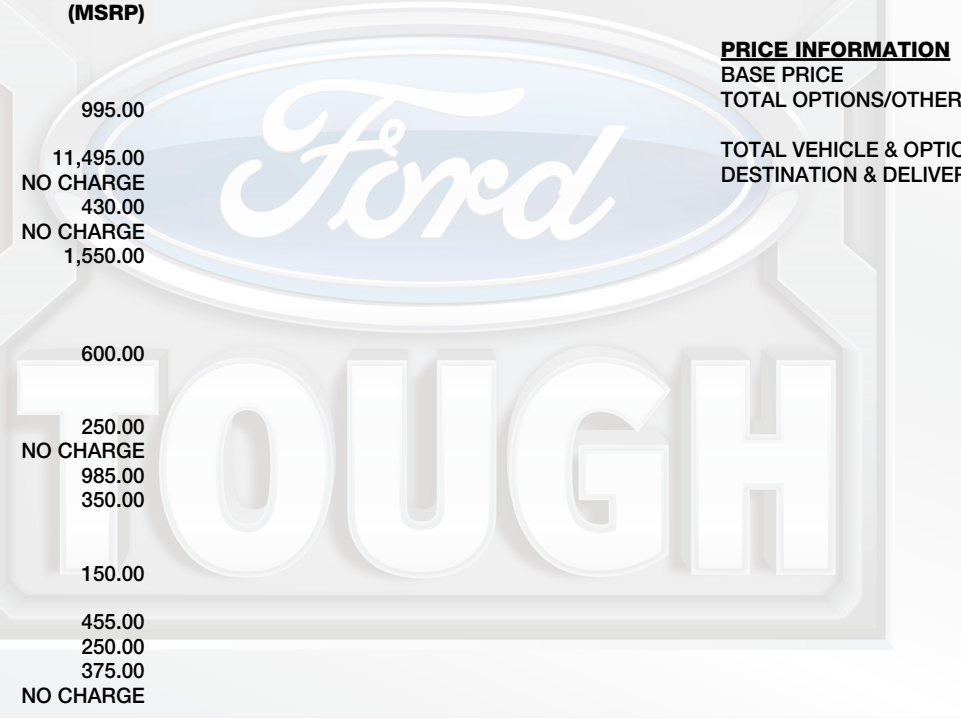 (MSRP)
995.00
11,495.00
NO CHARGE
430.00
NO CHARGE
1,550.00
600.00
250.00
NO CHARGE
985.00
350.00
150.00
455.00
250.00
375.00
NO CHARGE
PRICE INFORMATION
BASE PRICE
TOTAL OPTIONS/OTHER
TOTAL VEHICLE & OPTIO
DESTINATION & DELIVER
Ford
TOUGH